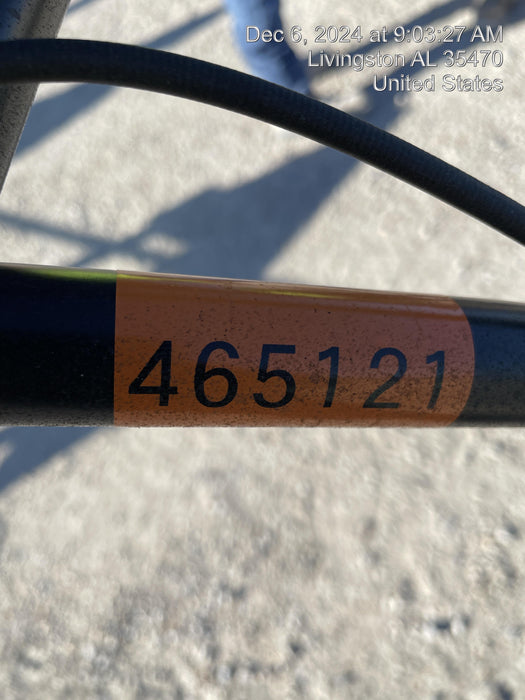 Dec 6, 2024 at 9:03:27 AM
Livingston AL 35470
United States
465121